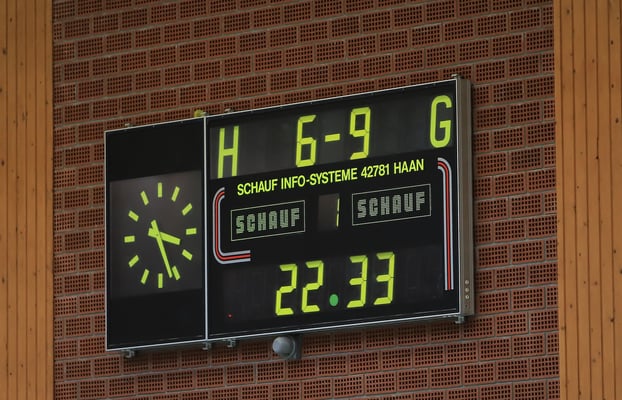 H 6-9 G
SCHAUF INFO-SYSTEME 42781 HAAN
SCHAUF 1 SCHAUF
22.33